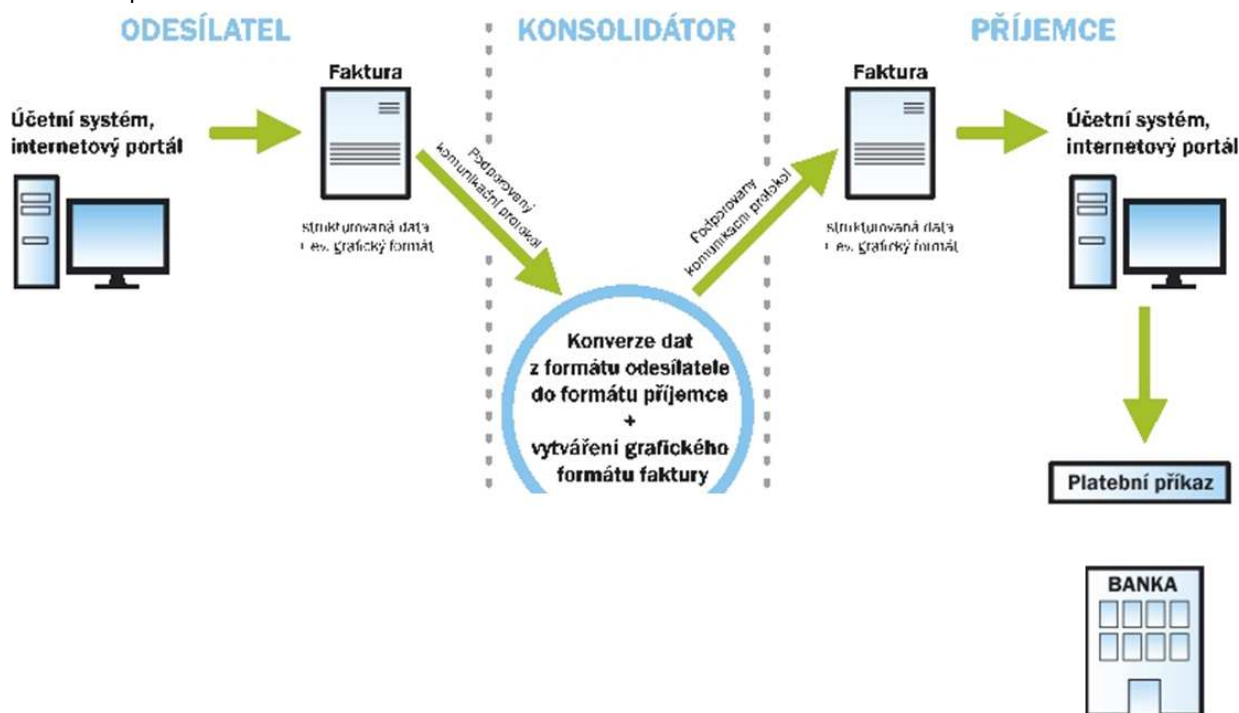 ODESÍLATEL
KONSOLIDÁTOR
PŘÍJEMCE
Účetní systém,
internetový portál
Faktura
strukturovaná data
+ ev. grafický formát
Podporovaný
komunikační protokol
Konverze dat
z formátu odesílatele
do formátu příjemce
+
vytváření grafického
formátu faktury
Podporovaný
komunikační protokol
Faktura
strukturovaná data
+ ev. grafický formát
Účetní systém,
internetový portál
Platební příkaz
BANKA